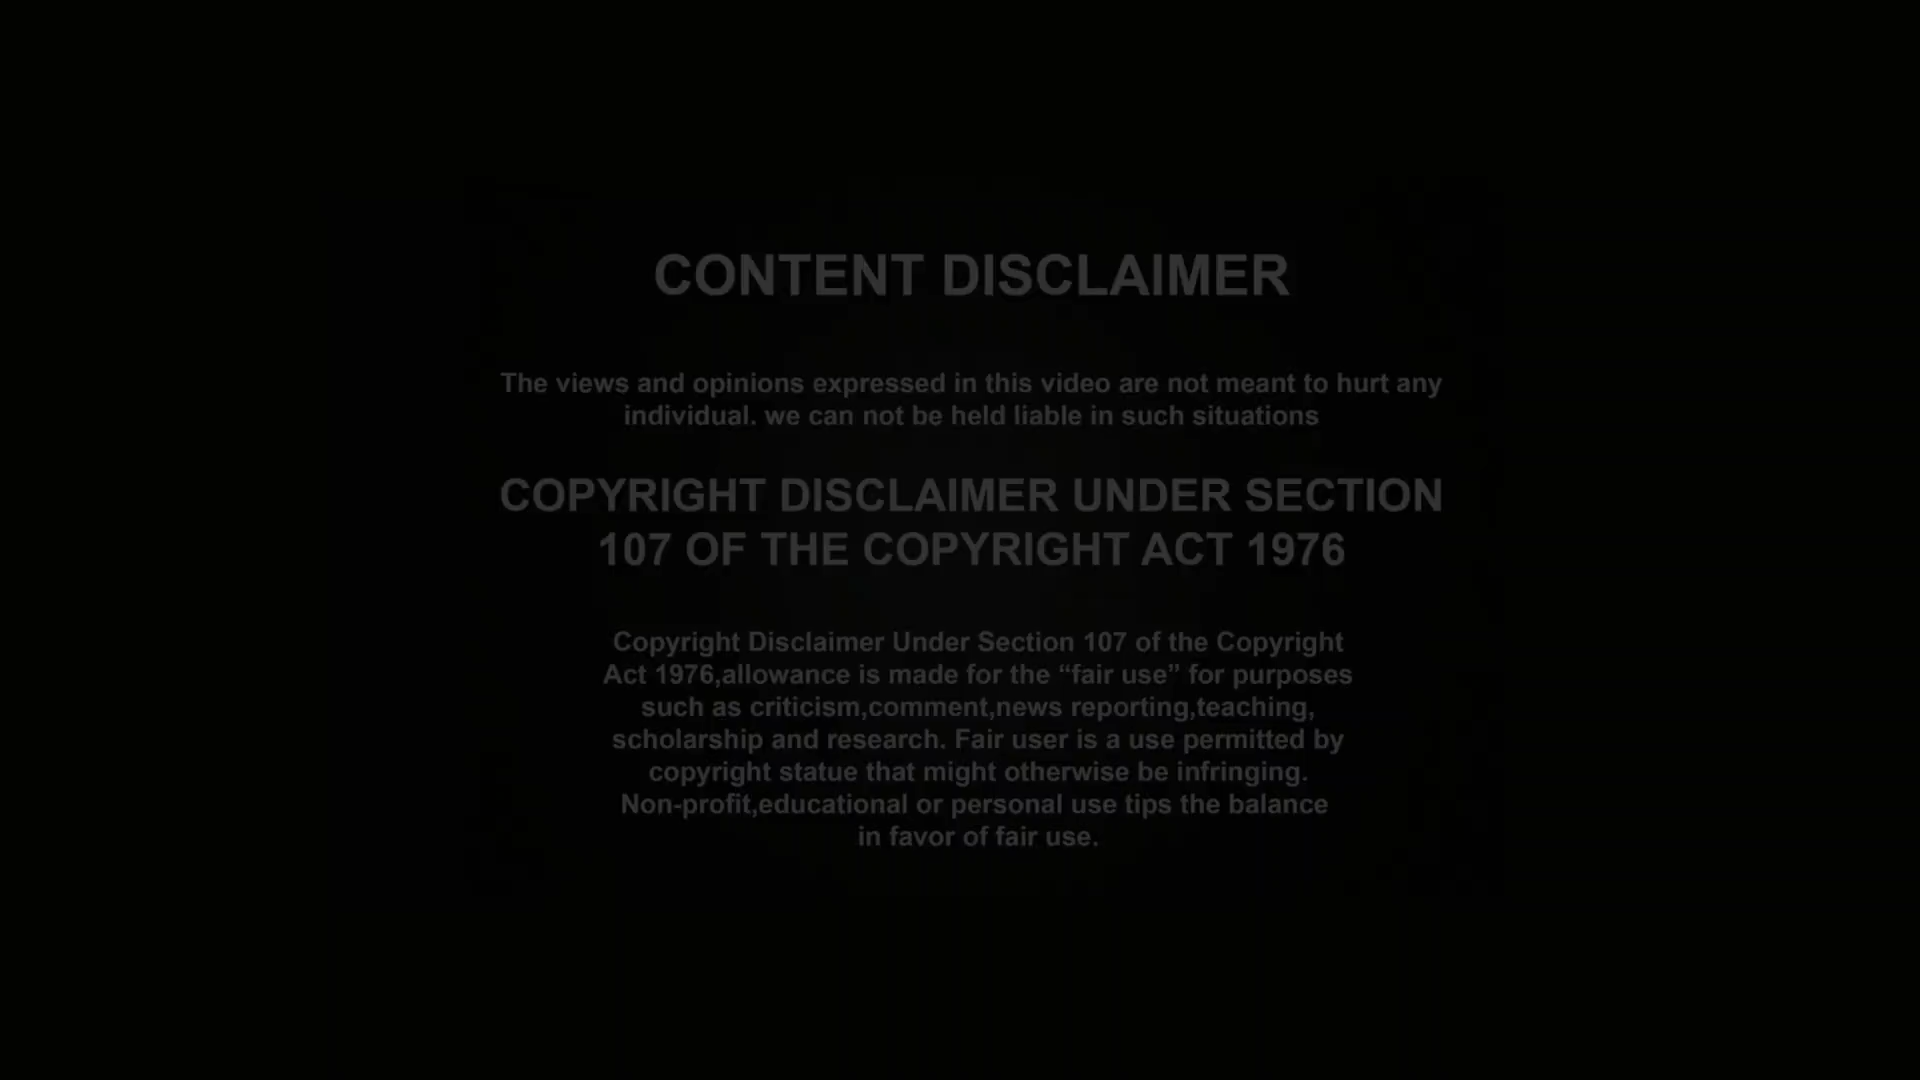 CONTENT DISCLAIMER
The views and opinions expressed in this video are not meant to hurt any
individual. we can not be held liable in such situations
COPYRIGHT DISCLAIMER UNDER SECTION
107 OF THE COPYRIGHT ACT 1976
Copyright Disclaimer Under Section 107 of the Copyright
Act 1976,allowance is made for the “fair use” for purposes
such as criticism,comment,news reporting,teaching,
scholarship and research. Fair user is a use permitted by
copyright statue that might otherwise be infringing.
Non-profit,educational or personal use tips the balance
in favor of fair use.